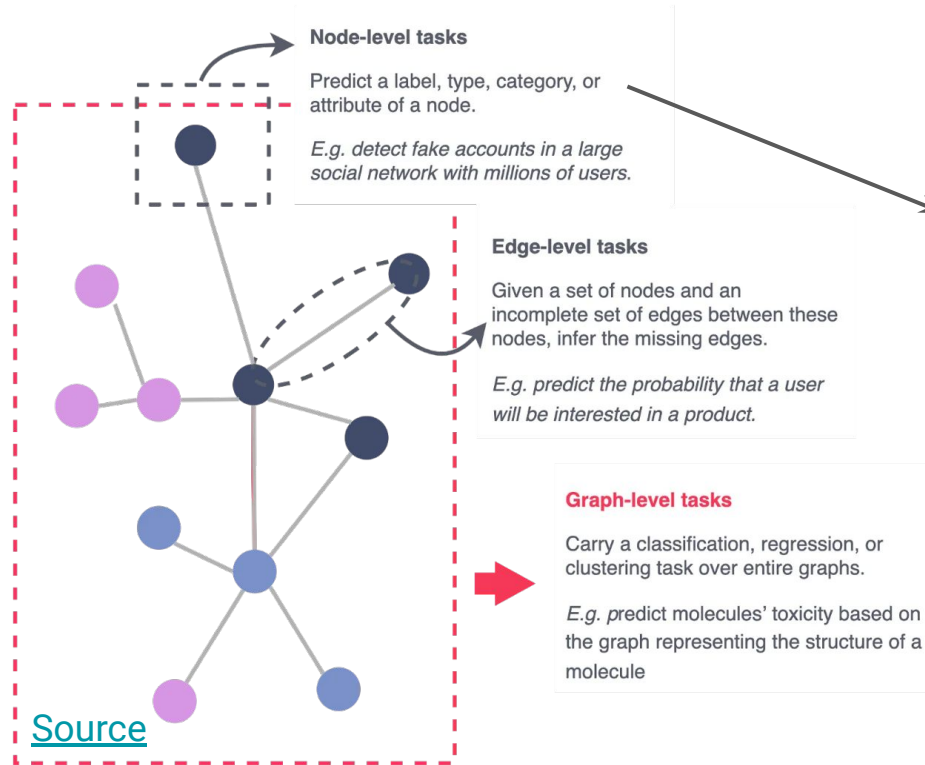 Node-level tasks
Predict a label, type, category, or
attribute of a node.
E.g. detect fake accounts in a large
social network with millions of users.
Edge-level tasks
Given a set of nodes and an
incomplete set of edges between these
nodes, infer the missing edges.
E.g. predict the probability that a user
will be interested in a product.
Graph-level tasks
Carry a classification, regression, or
clustering task over entire graphs.
E.g. predict molecules’ toxicity based on
the graph representing the structure of a
molecule
Source